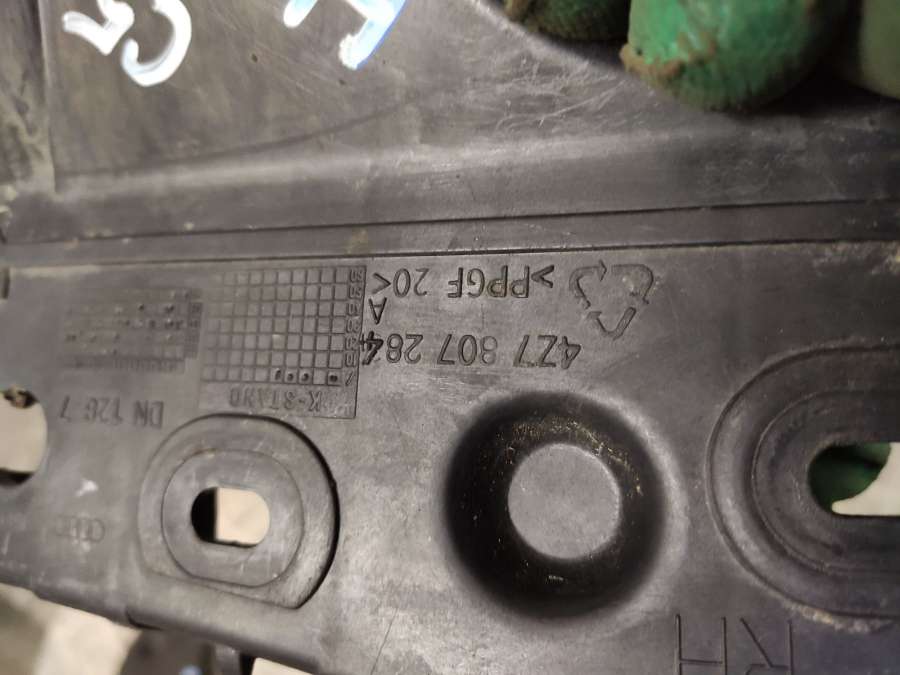 RH
4Z7 807 284
A
>PPGF 20<
K-STAND
DN 126 7